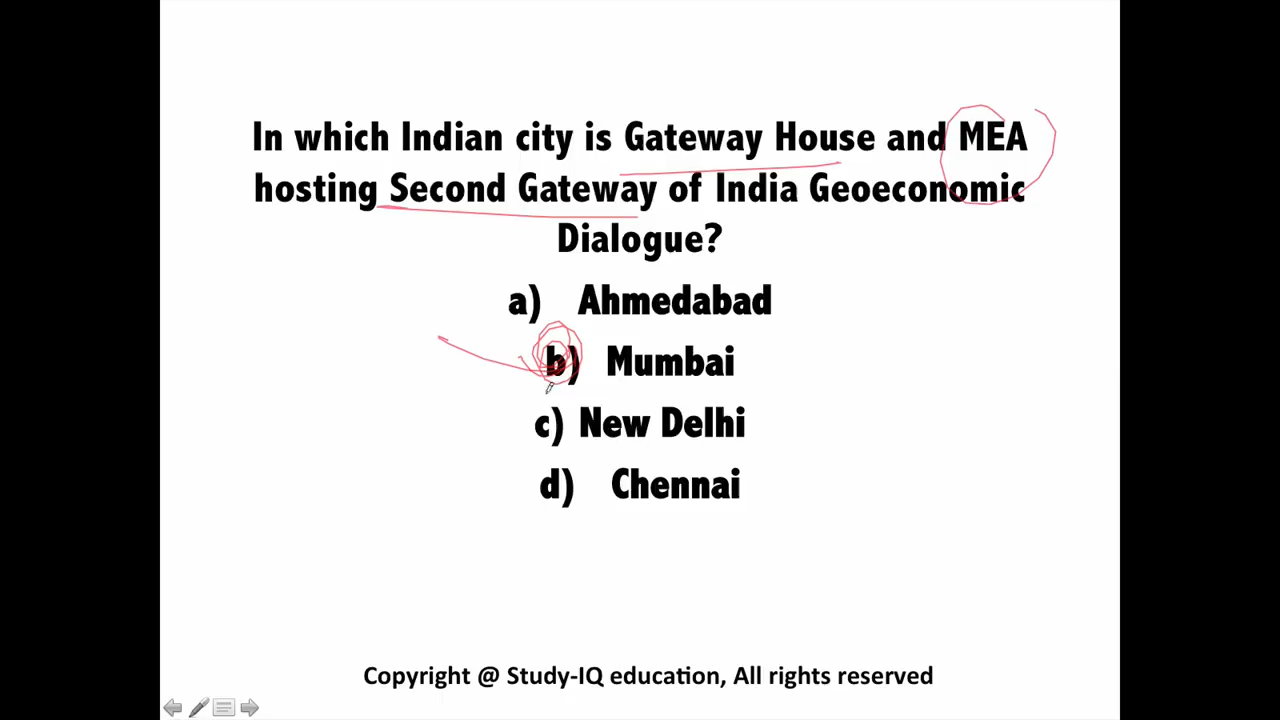 In which Indian city is Gateway House and MEA
hosting Second Gateway of India Geoeconomic
Dialogue?
a) Ahmedabad
b) Mumbai
c) New Delhi
d) Chennai
Copyright @ Study-IQ education, All rights reserved